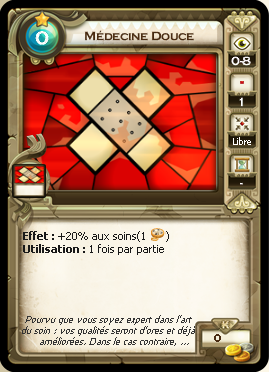 0
MÉDECINE DOUCE
0-8
1
Libre
-
Effet : +20% aux soins(1 )
Utilisation : 1 fois par partie
Pourvu que vous soyez expert dans l'art
du soin : vos qualités seront d'ores et déjà
améliorées. Dans le cas contraire, ...
K
0